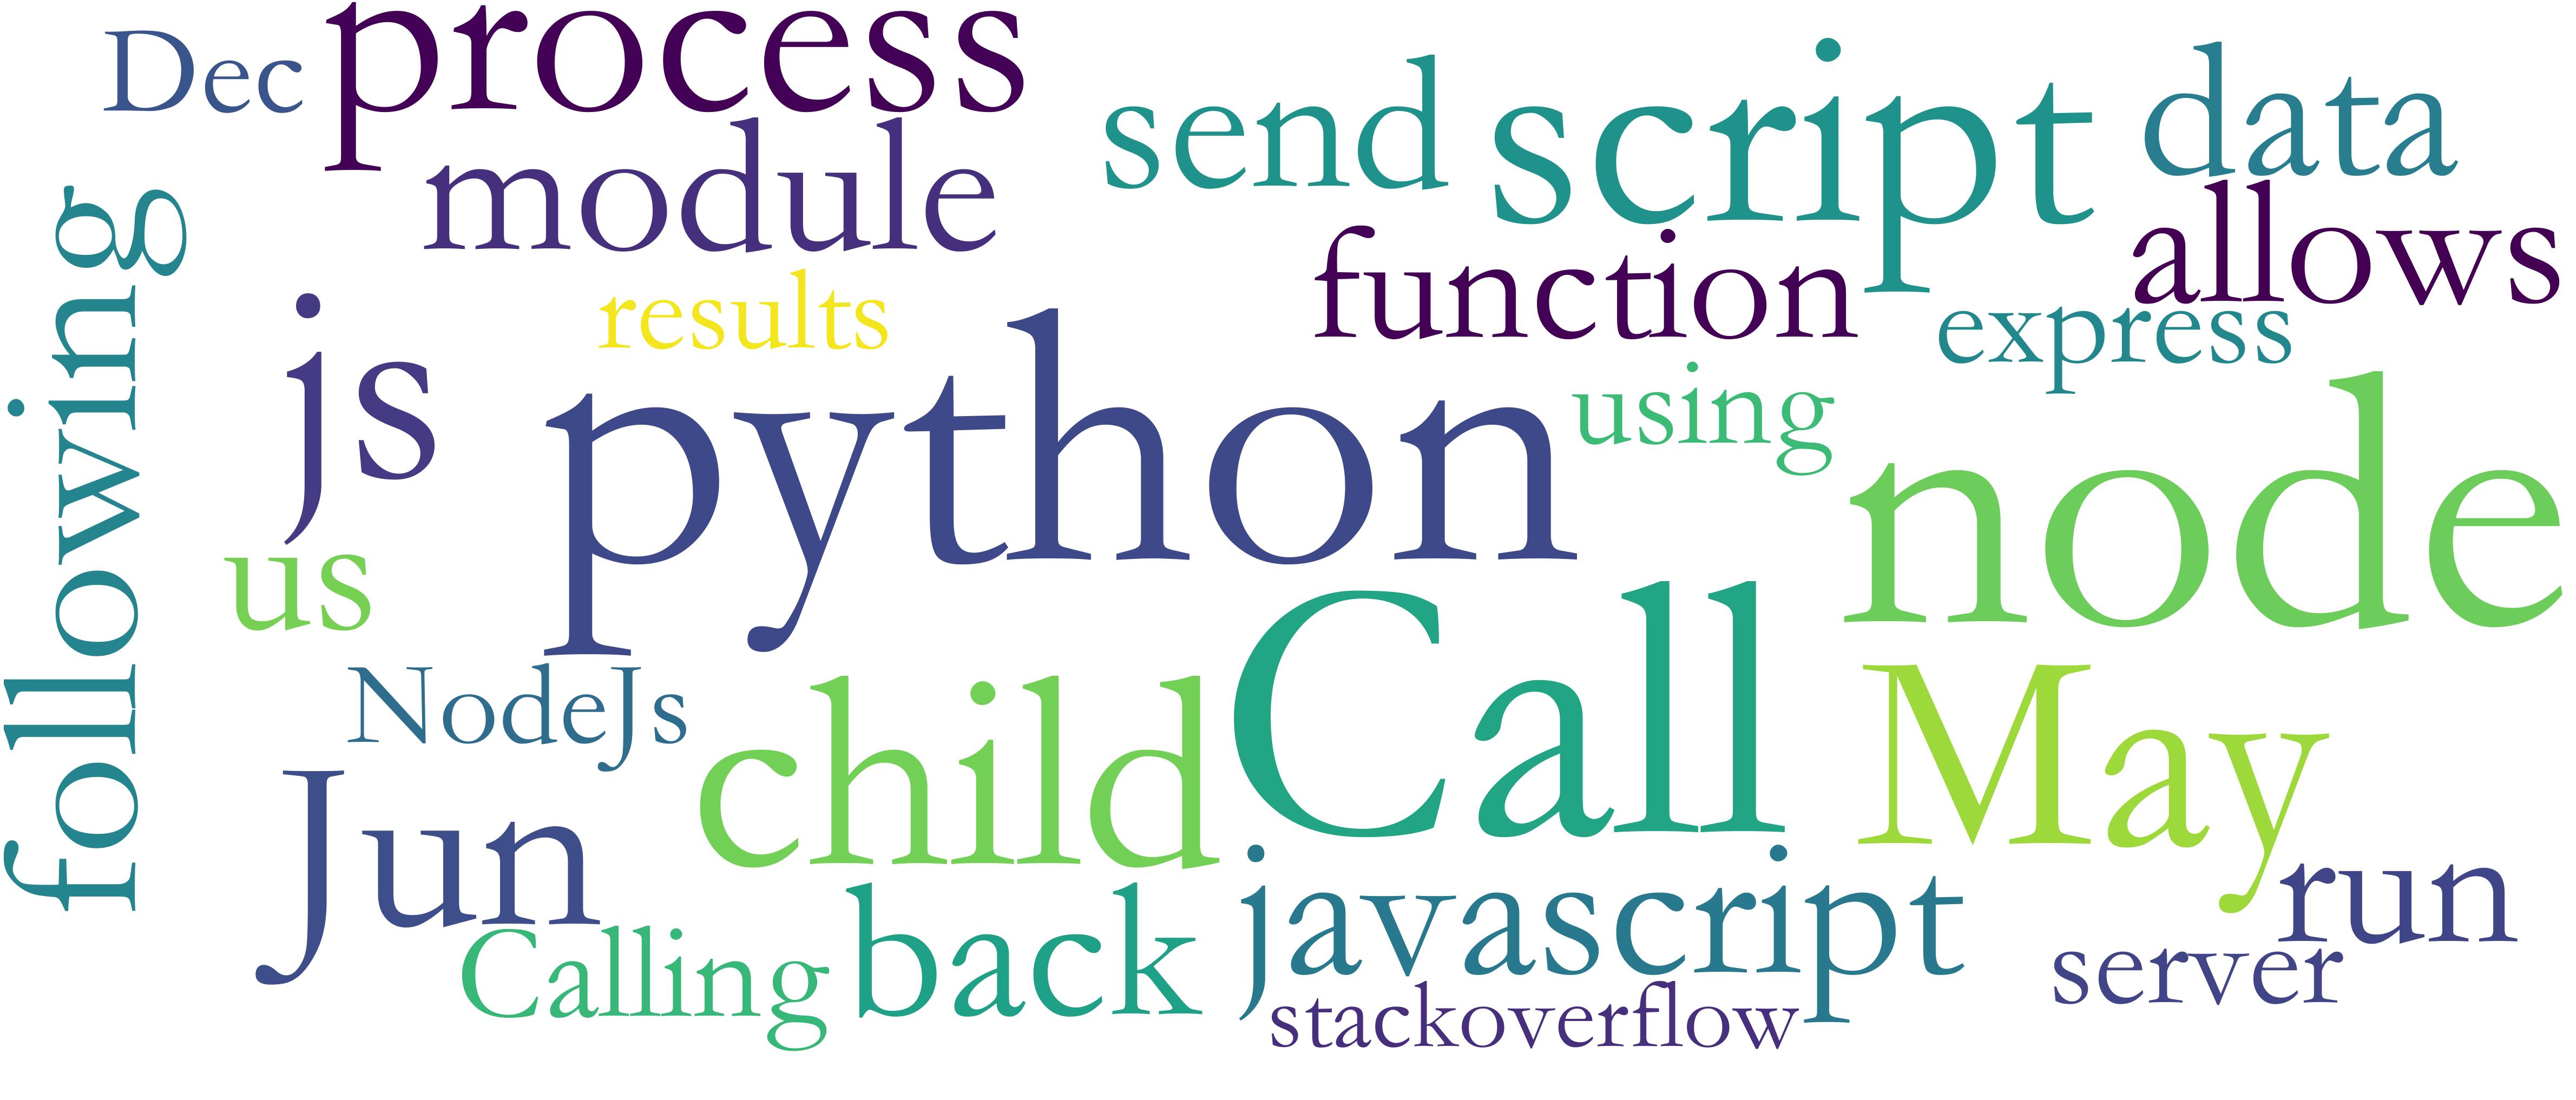 Dec process
module
send script data
allows
function
express
following
js
results
python
using
node
us
NodeJs
child
Call
May
Jun
run
Calling
back
javascript
server
stackoverflow